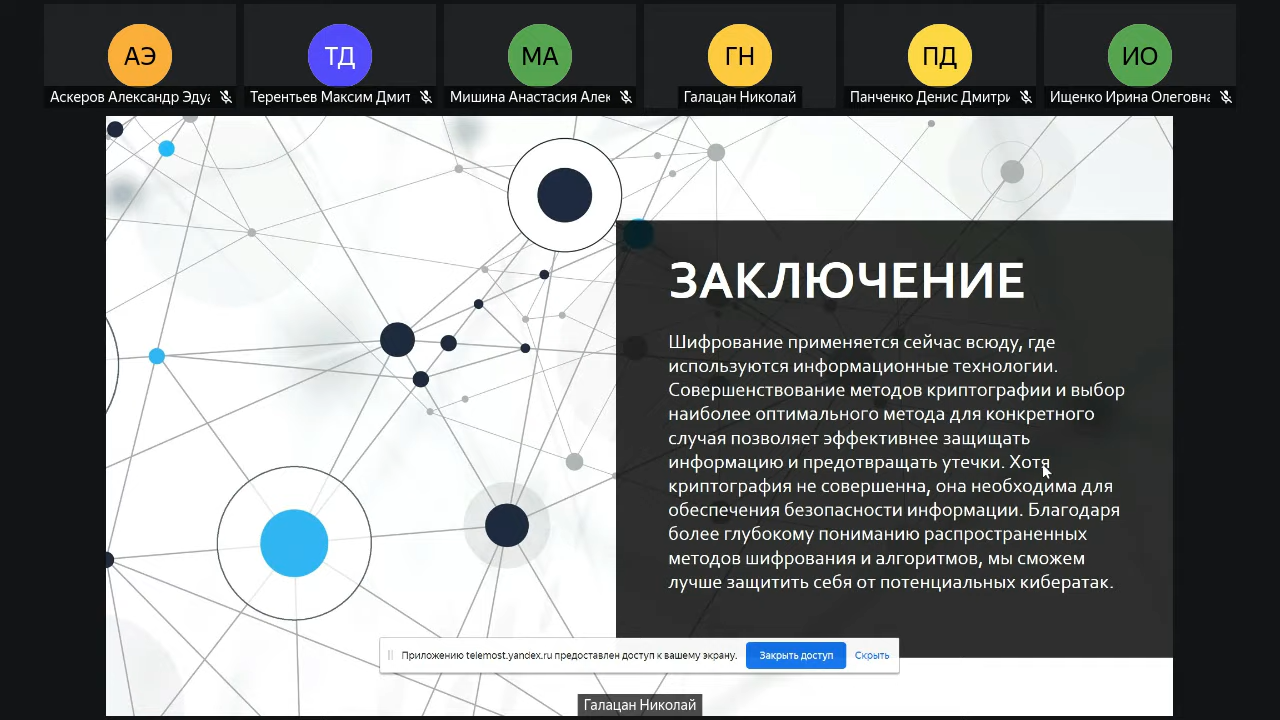 АЭ
ТД
МА
ГН
ПД
ИО
Аскеров Александр Эдуа
Терентьев Максим Дмит
Мишина Анастасия Алек
Галацан Николай
Панченко Денис Дмитри
Ищенко Ирина Олеговна
ЗАКЛЮЧЕНИЕ
Шифрование применяется сейчас всюду, где
используются информационные технологии.
Совершенствование методов криптографии и выбор
наиболее оптимального метода для конкретного
случая позволяет эффективнее защищать
информацию и предотвращать утечки. Хотя
криптография не совершенна, она необходима для
обеспечения безопасности информации. Благодаря
более глубокому пониманию распространенных
методов шифрования и алгоритмов, мы сможем
лучше защитить себя от потенциальных кибератак.
Приложению telemost.yandex.ru предоставлен доступ к вашему экрану.
Закрыть доступ
Скрыть
Галацан Николай